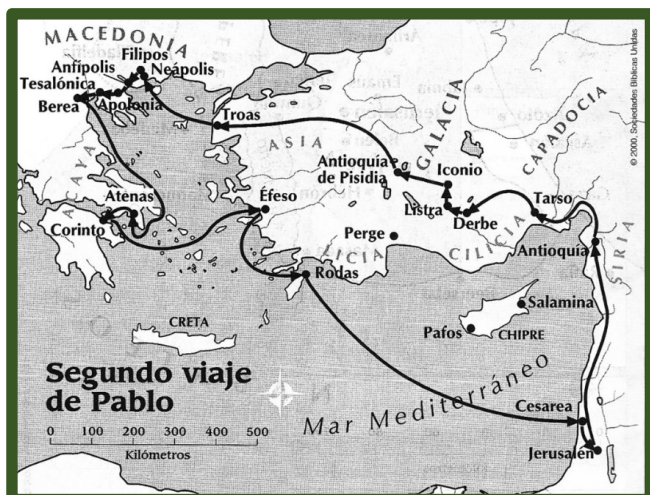 MACEDONIA
Filipos
Anfípolis
Neápolis
Tesalónica
Apolonia
Berea
Troas
ASIA
GALACIA
CAPADOCIA
© 2000, Sociedades Bíblicas Unidas
Antioquía
de Pisidia
Iconio
ACAYA
Atenas
Éfeso
Listra
Derbe
Tarso
Corinto
Perge
LICIA
CILICIA
Antioquía
SIRIA
Rodas
Salamina
Pafos
CHIPRE
CRETA
Segundo viaje
de Pablo
Mar Mediterráneo
Cesarea
0 100 200 300 400 500
Kilómetros
Jerusalén